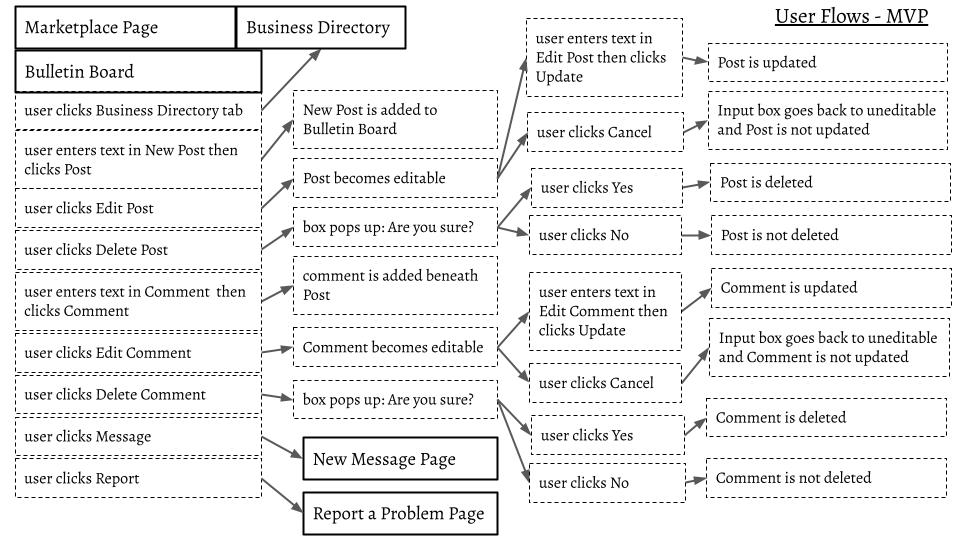 User Flows - MVP
Marketplace Page
Business Directory
Bulletin Board
user clicks Business Directory tab
user enters text in New Post then
clicks Post
user clicks Edit Post
user clicks Delete Post
user enters text in Comment then
clicks Comment
user clicks Edit Comment
user clicks Delete Comment
user clicks Message
user clicks Report
New Post is added to
Bulletin Board
Post becomes editable
box pops up: Are you sure?
comment is added beneath
Post
Comment becomes editable
box pops up: Are you sure?
New Message Page
Report a Problem Page
user enters text in
Edit Post then clicks
Update
user clicks Cancel
user clicks Yes
user clicks No
user enters text in
Edit Comment then
clicks Update
user clicks Cancel
user clicks Yes
user clicks No
Post is updated
Input box goes back to uneditable
and Post is not updated
Post is deleted
Post is not deleted
Comment is updated
Input box goes back to uneditable
and Comment is not updated
Comment is deleted
Comment is not deleted